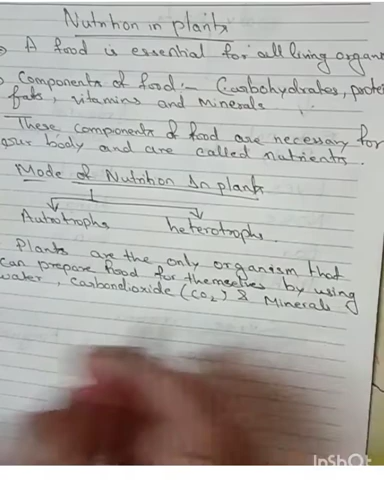 Nutrition in plants
A food is essential for all living organ
Components of food :- Carbohydrates, protei
fats, vitamins and Minerals.
These components of food are necessary for
our body and are called nutrients.
Mode of Nutrition In plants
Autotrophs heterotrophs.
Plants are the only organism that
can prepare food for themselves by using
water, carbondioxide (CO2) & Minerals
InShOt